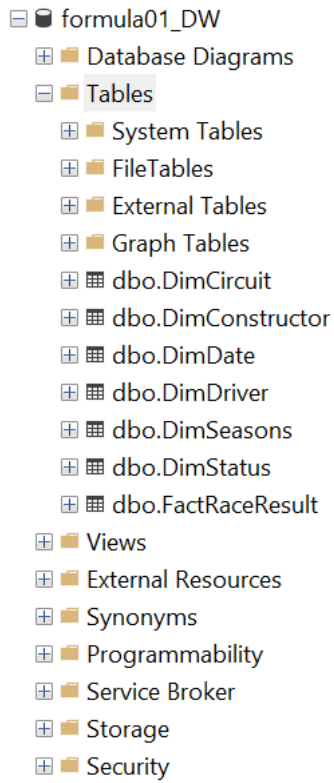 formula01_DW
Database Diagrams
Tables
System Tables
FileTables
External Tables
Graph Tables
dbo.DimCircuit
dbo.DimConstructor
dbo.DimDate
dbo.DimDriver
dbo.DimSeasons
dbo.DimStatus
dbo.FactRaceResult
Views
External Resources
Synonyms
Programmability
Service Broker
Storage
Security